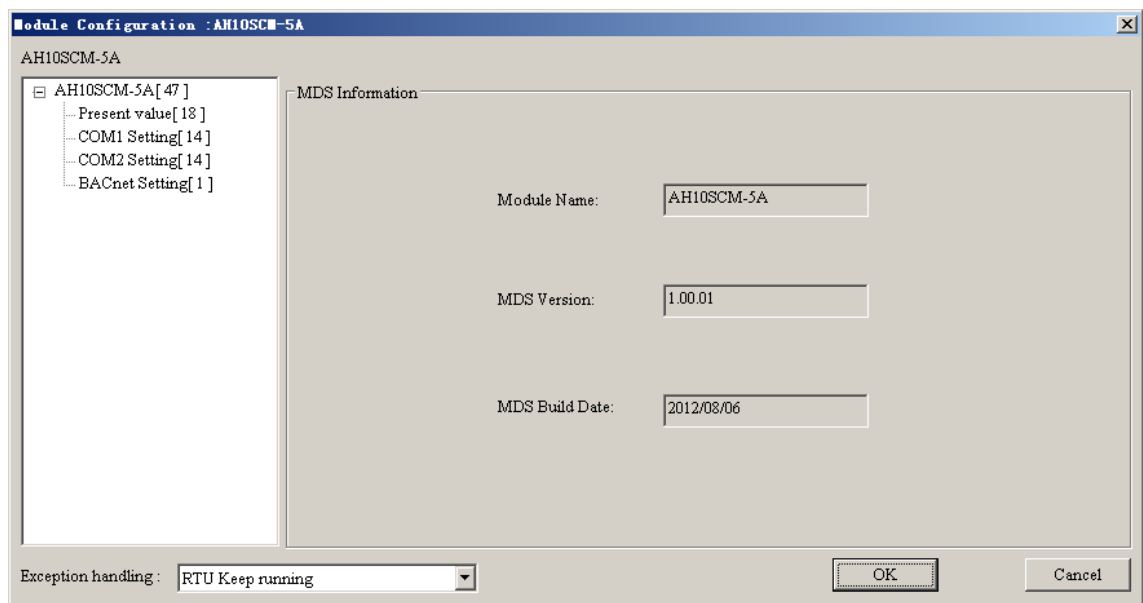 Module Configuration :AH10SCM-5A
AH10SCM-5A
AH10SCM-5A[ 47 ]
Present value[ 18 ]
COM1 Setting[ 14 ]
COM2 Setting[ 14 ]
BACnet Setting[ 1 ]
MDS Information
Module Name: AH10SCM-5A
MDS Version: 1.00.01
MDS Build Date: 2012/08/06
Exception handling : RTU Keep running
OK Cancel